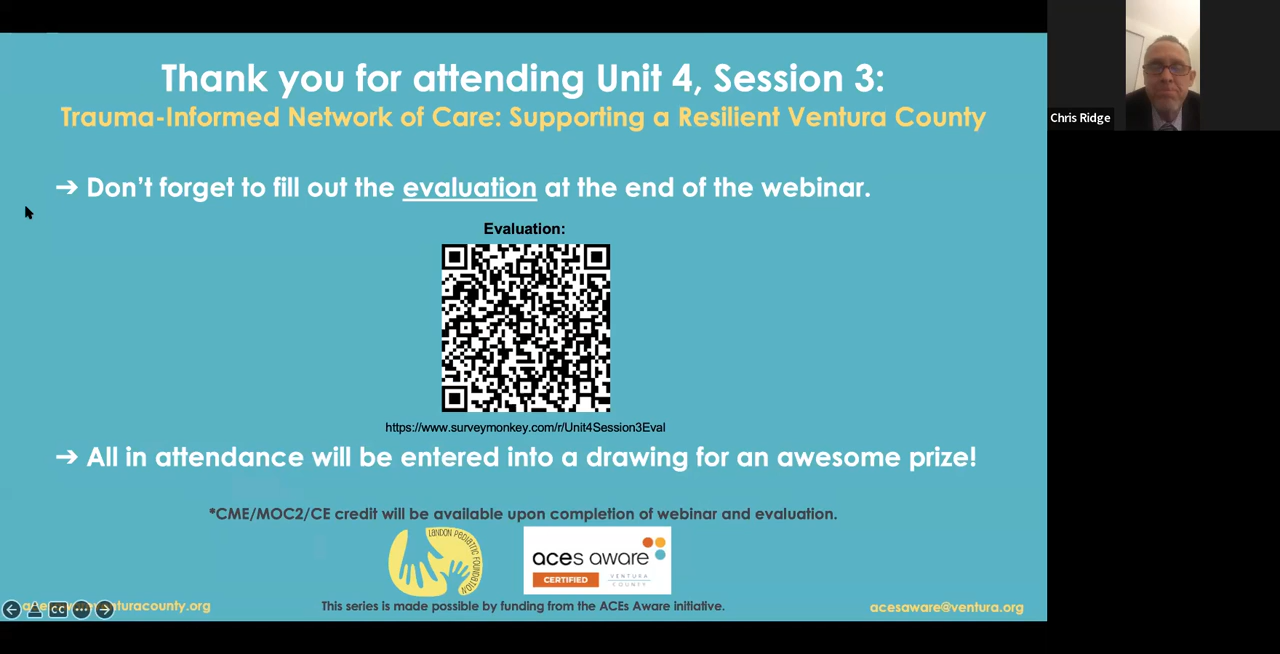 Thank you for attending Unit 4, Session 3:
Trauma-Informed Network of Care: Supporting a Resilient Ventura County
Chris Ridge
➔ Don't forget to fill out the evaluation at the end of the webinar.
Evaluation:
https://www.surveymonkey.com/r/Unit4Session3Eval
➔ All in attendance will be entered into a drawing for an awesome prize!
*CME/MOC2/CE credit will be available upon completion of webinar and evaluation.
LANDON PEDIATRIC FOUNDATION
aces aware
CERTIFIED
VENTURA
COUNTY
CC
nturacounty.org
This series is made possible by funding from the ACEs Aware initiative.
acesaware@ventura.org